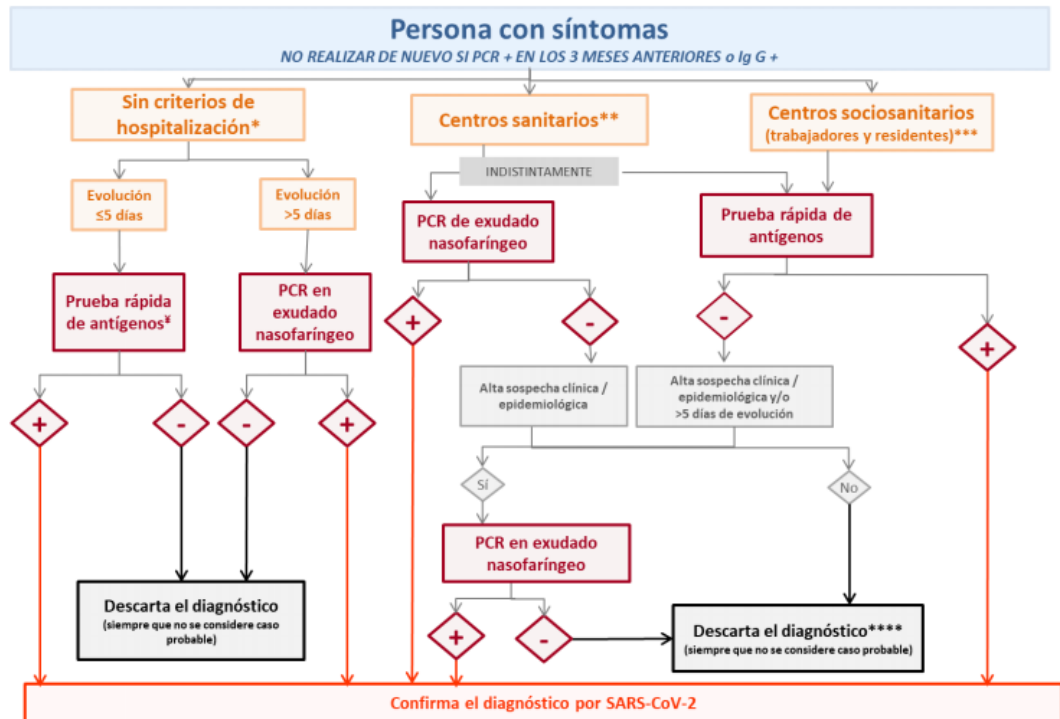 Persona con síntomas
NO REALIZAR DE NUEVO SI PCR + EN LOS 3 MESES ANTERIORES o Ig G +
Sin criterios de
hospitalización*
Centros sanitarios**
Centros sociosanitarios
(trabajadores y residentes)***
INDISTINTAMENTE
Evolución
≤5 días
Evolución
>5 días
PCR de exudado
nasofaríngeo
Prueba rápida de
antígenos
Prueba rápida
de antígenos¥
PCR en
exudado
nasofaríngeo
+
-
-
+
Alta sospecha clínica /
epidemiológica
Alta sospecha clínica /
epidemiológica y/o
>5 días de evolución
+
-
-
+
Sí
No
PCR en exudado
nasofaríngeo
Descarta el diagnóstico
(siempre que no se considere caso
probable)
+
-
Descarta el diagnóstico****
(siempre que no se considere caso probable)
Confirma el diagnóstico por SARS-CoV-2